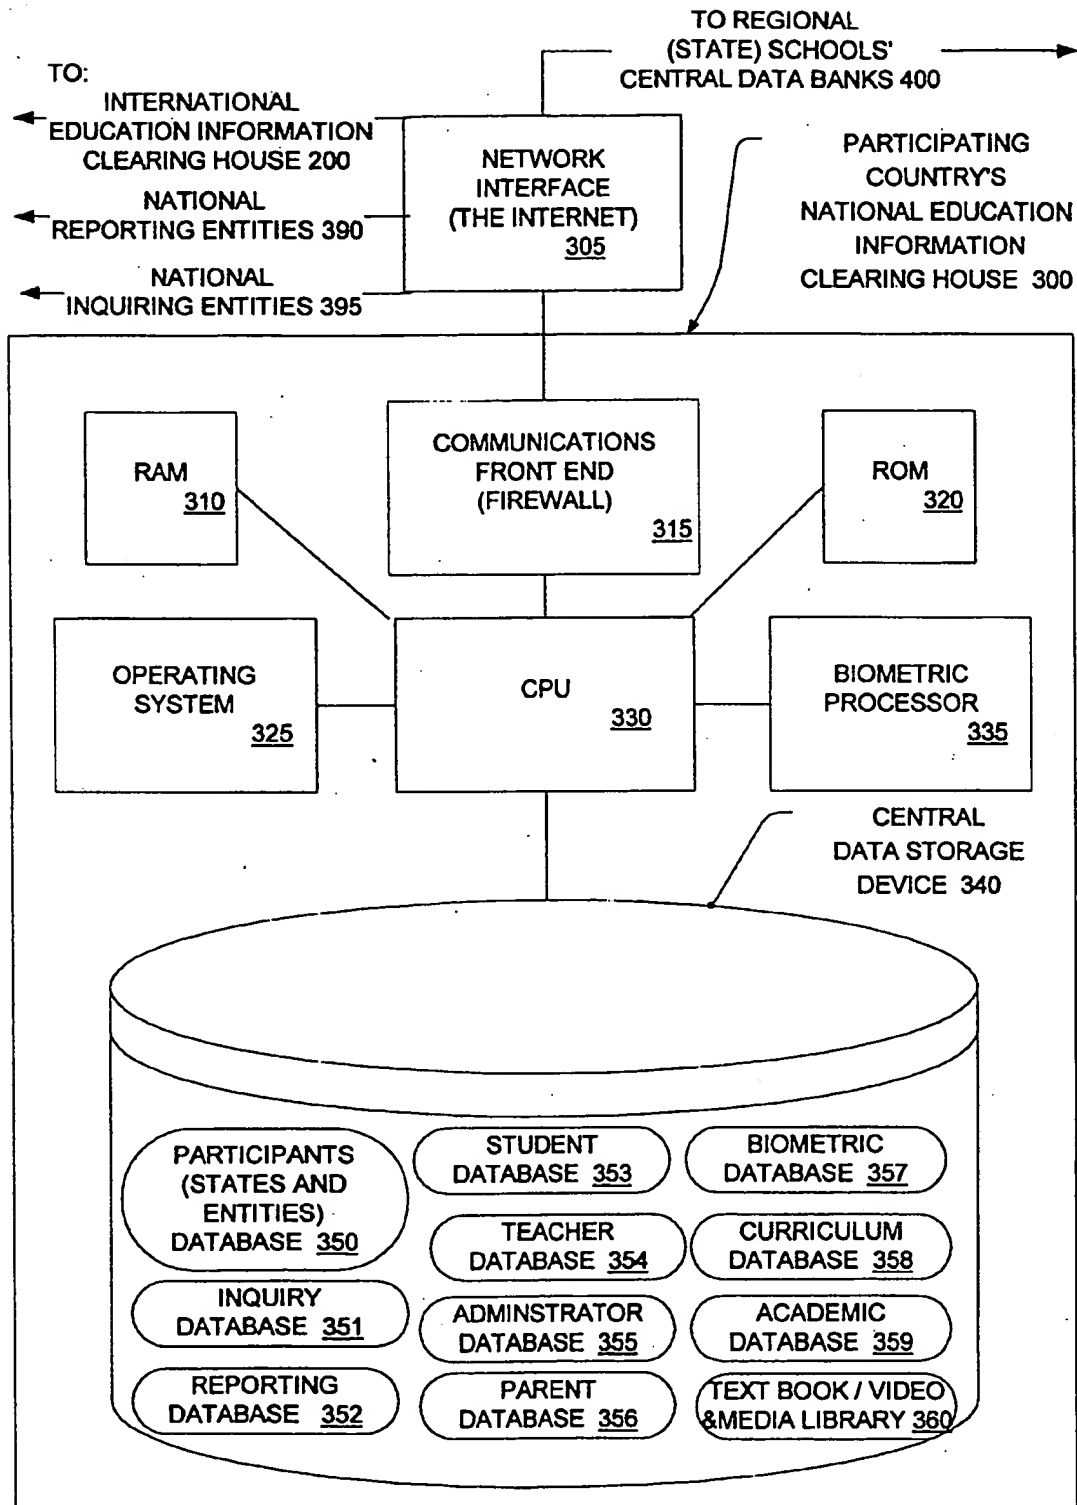 TO REGIONAL
(STATE) SCHOOLS'
CENTRAL DATA BANKS 400
TO:
INTERNATIONAL
EDUCATION INFORMATION
CLEARING HOUSE 200
NATIONAL
REPORTING ENTITIES 390
NATIONAL
INQUIRING ENTITIES 395
NETWORK
INTERFACE
(THE INTERNET)
305
PARTICIPATING
COUNTRY'S
NATIONAL EDUCATION
INFORMATION
CLEARING HOUSE 300
RAM
310
COMMUNICATIONS
FRONT END
(FIREWALL)
315
ROM
320
OPERATING
SYSTEM
325
CPU
330
BIOMETRIC
PROCESSOR
335
CENTRAL
DATA STORAGE
DEVICE 340
PARTICIPANTS
(STATES AND
ENTITIES)
DATABASE 350
INQUIRY
DATABASE 351
REPORTING
DATABASE 352
STUDENT
DATABASE 353
TEACHER
DATABASE 354
ADMINSTRATOR
DATABASE 355
PARENT
DATABASE 356
BIOMETRIC
DATABASE 357
CURRICULUM
DATABASE 358
ACADEMIC
DATABASE 359
TEXT BOOK / VIDEO
&MEDIA LIBRARY 360